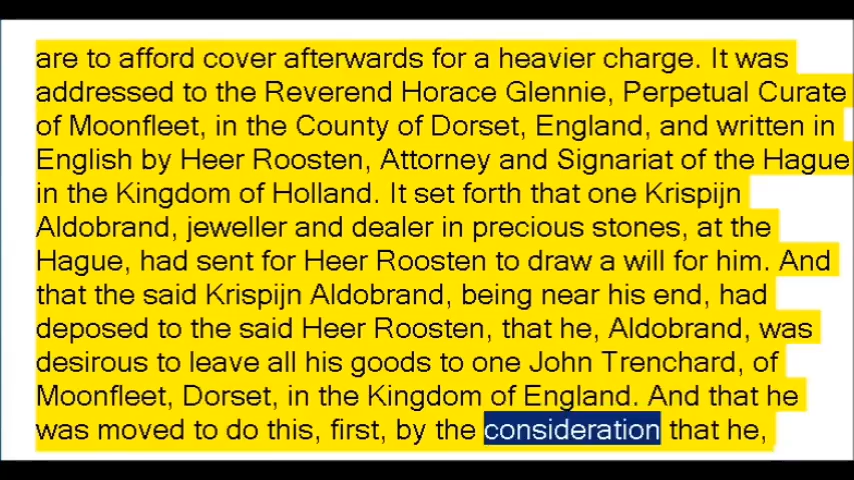 are to afford cover afterwards for a heavier charge. It was
addressed to the Reverend Horace Glennie, Perpetual Curate
of Moonfleet, in the County of Dorset, England, and written in
English by Heer Roosten, Attorney and Signariat of the Hague
in the Kingdom of Holland. It set forth that one Krispijn
Aldobrand, jeweller and dealer in precious stones, at the
Hague, had sent for Heer Roosten to draw a will for him. And
that the said Krispijn Aldobrand, being near his end, had
deposed to the said Heer Roosten, that he, Aldobrand, was
desirous to leave all his goods to one John Trenchard, of
Moonfleet, Dorset, in the Kingdom of England. And that he
was moved to do this, first, by the consideration that he,